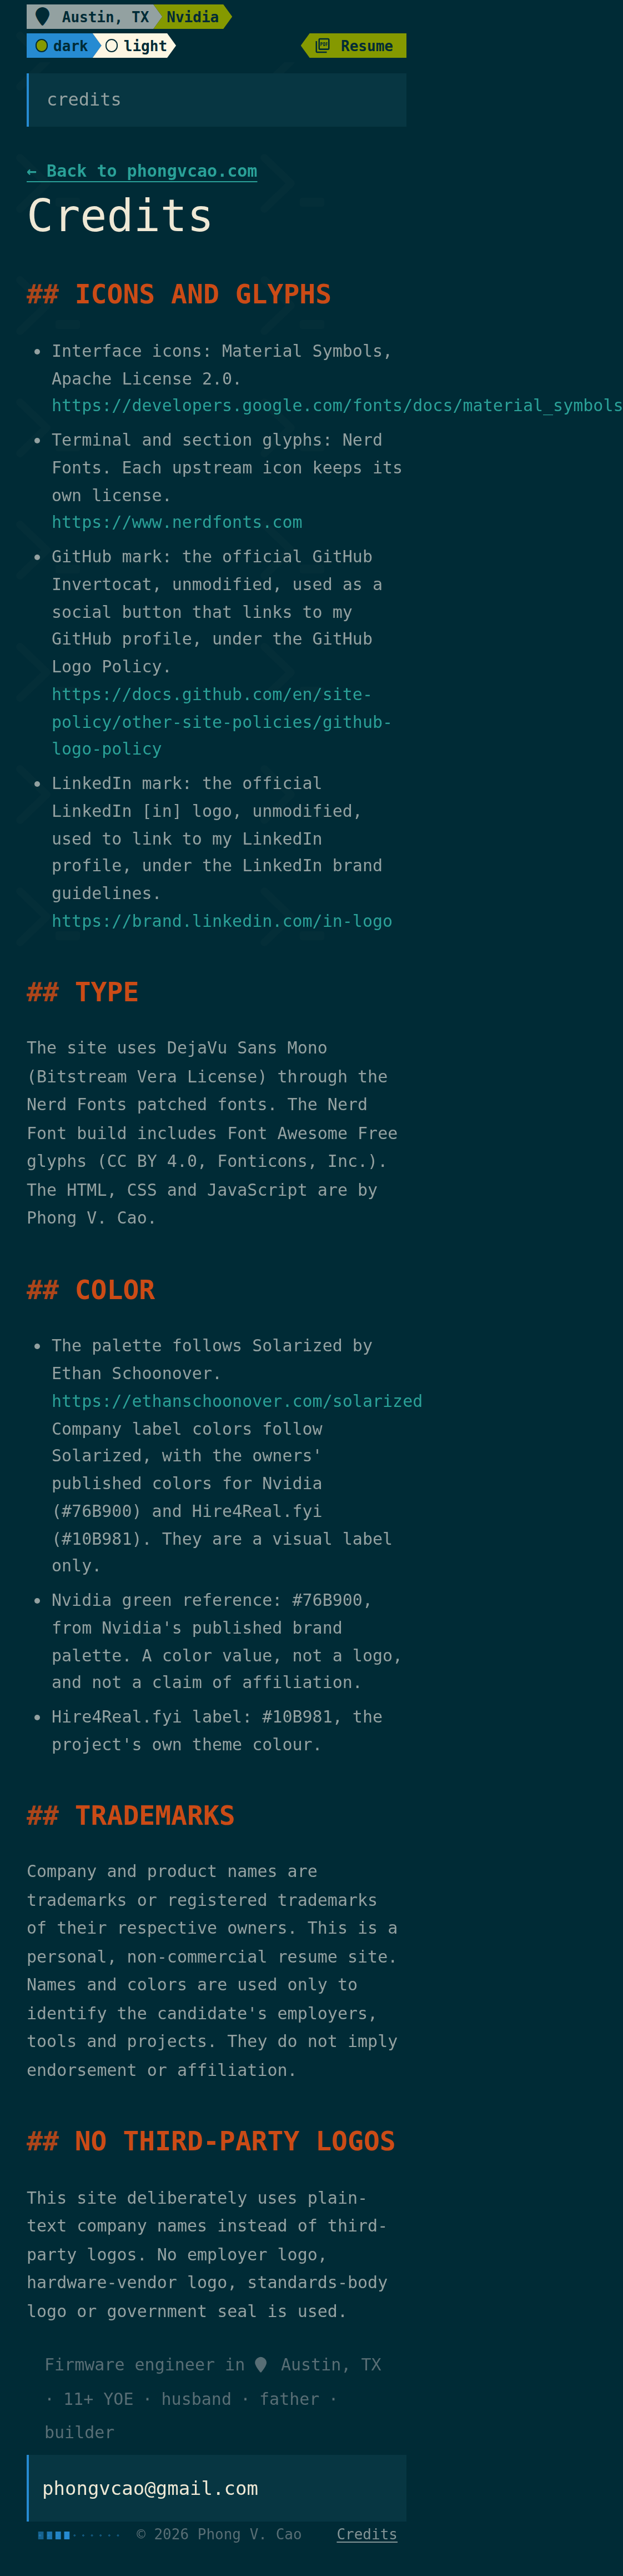 Austin, TX Nvidia
dark light Resume
credits
← Back to phongvcao.com
Credits
## ICONS AND GLYPHS
• Interface icons: Material Symbols,
Apache License 2.0.
https://developers.google.com/fonts/docs/material_symbols
• Terminal and section glyphs: Nerd
Fonts. Each upstream icon keeps its
own license.
https://www.nerdfonts.com
• GitHub mark: the official GitHub
Invertocat, unmodified, used as a
social button that links to my
GitHub profile, under the GitHub
Logo Policy.
https://docs.github.com/en/site-
policy/other-site-policies/github-
logo-policy
• LinkedIn mark: the official
LinkedIn [in] logo, unmodified,
used to link to my LinkedIn
profile, under the LinkedIn brand
guidelines.
https://brand.linkedin.com/in-logo
## TYPE
The site uses DejaVu Sans Mono
(Bitstream Vera License) through the
Nerd Fonts patched fonts. The Nerd
Font build includes Font Awesome Free
glyphs (CC BY 4.0, Fonticons, Inc.).
The HTML, CSS and JavaScript are by
Phong V. Cao.
## COLOR
• The palette follows Solarized by
Ethan Schoonover.
https://ethanschoonover.com/solarized
Company label colors follow
Solarized, with the owners'
published colors for Nvidia
(#76B900) and Hire4Real.fyi
(#10B981). They are a visual label
only.
• Nvidia green reference: #76B900,
from Nvidia's published brand
palette. A color value, not a logo,
and not a claim of affiliation.
• Hire4Real.fyi label: #10B981, the
project's own theme colour.
## TRADEMARKS
Company and product names are
trademarks or registered trademarks
of their respective owners. This is a
personal, non-commercial resume site.
Names and colors are used only to
identify the candidate's employers,
tools and projects. They do not imply
endorsement or affiliation.
## NO THIRD-PARTY LOGOS
This site deliberately uses plain-
text company names instead of third-
party logos. No employer logo,
hardware-vendor logo, standards-body
logo or government seal is used.
Firmware engineer in Austin, TX
· 11+ YOE · husband · father ·
builder
phongvcao@gmail.com
© 2026 Phong V. Cao Credits